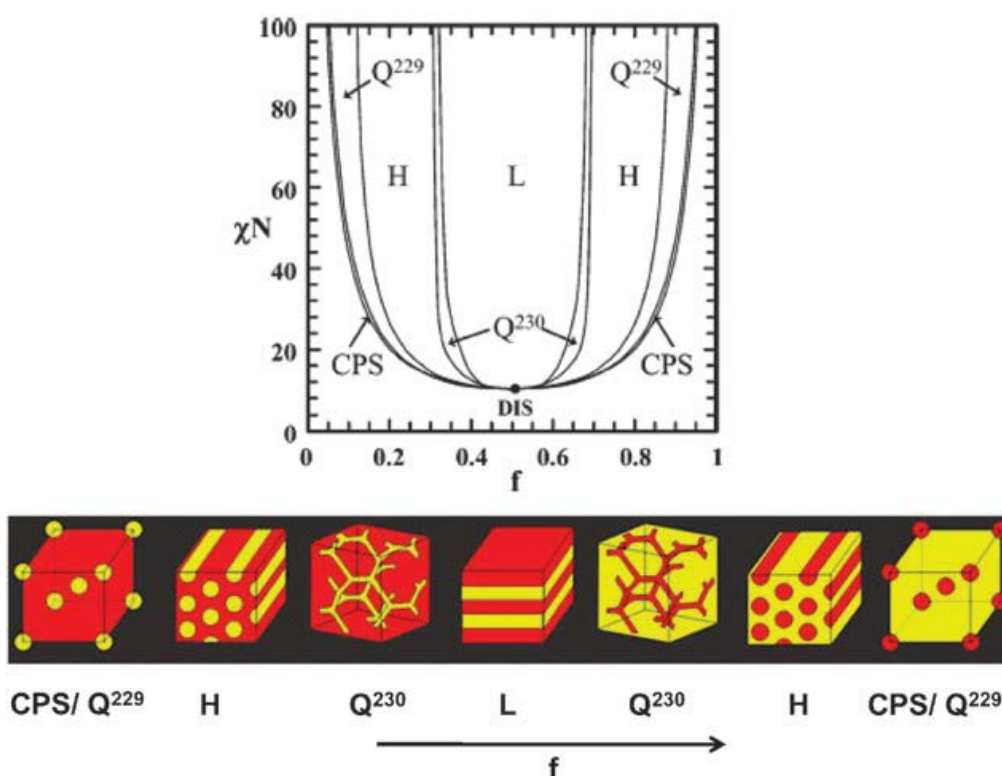 100
Q²²⁹ Q²²⁹
80
H L H
60
χN
40
Q²³⁰
20
CPS CPS
DIS
0
0 0.2 0.4 0.6 0.8 1
f
CPS/ Q²²⁹ H Q²³⁰ L Q²³⁰ H CPS/ Q²²⁹
f